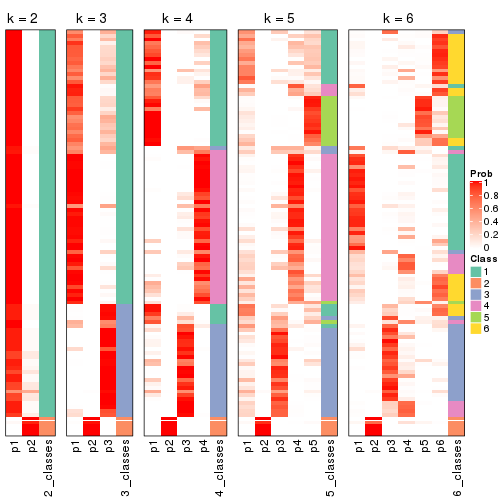 k = 2
k = 3
k = 4
k = 5
k = 6
Prob
1
0.8
0.6
0.4
0.2
0
Class
1
2
3
4
5
6
p1
p2
2_classes
p1
p2
p3
3_classes
p1
p2
p3
p4
4_classes
p1
p2
p3
p4
p5
5_classes
p1
p2
p3
p4
p5
p6
6_classes